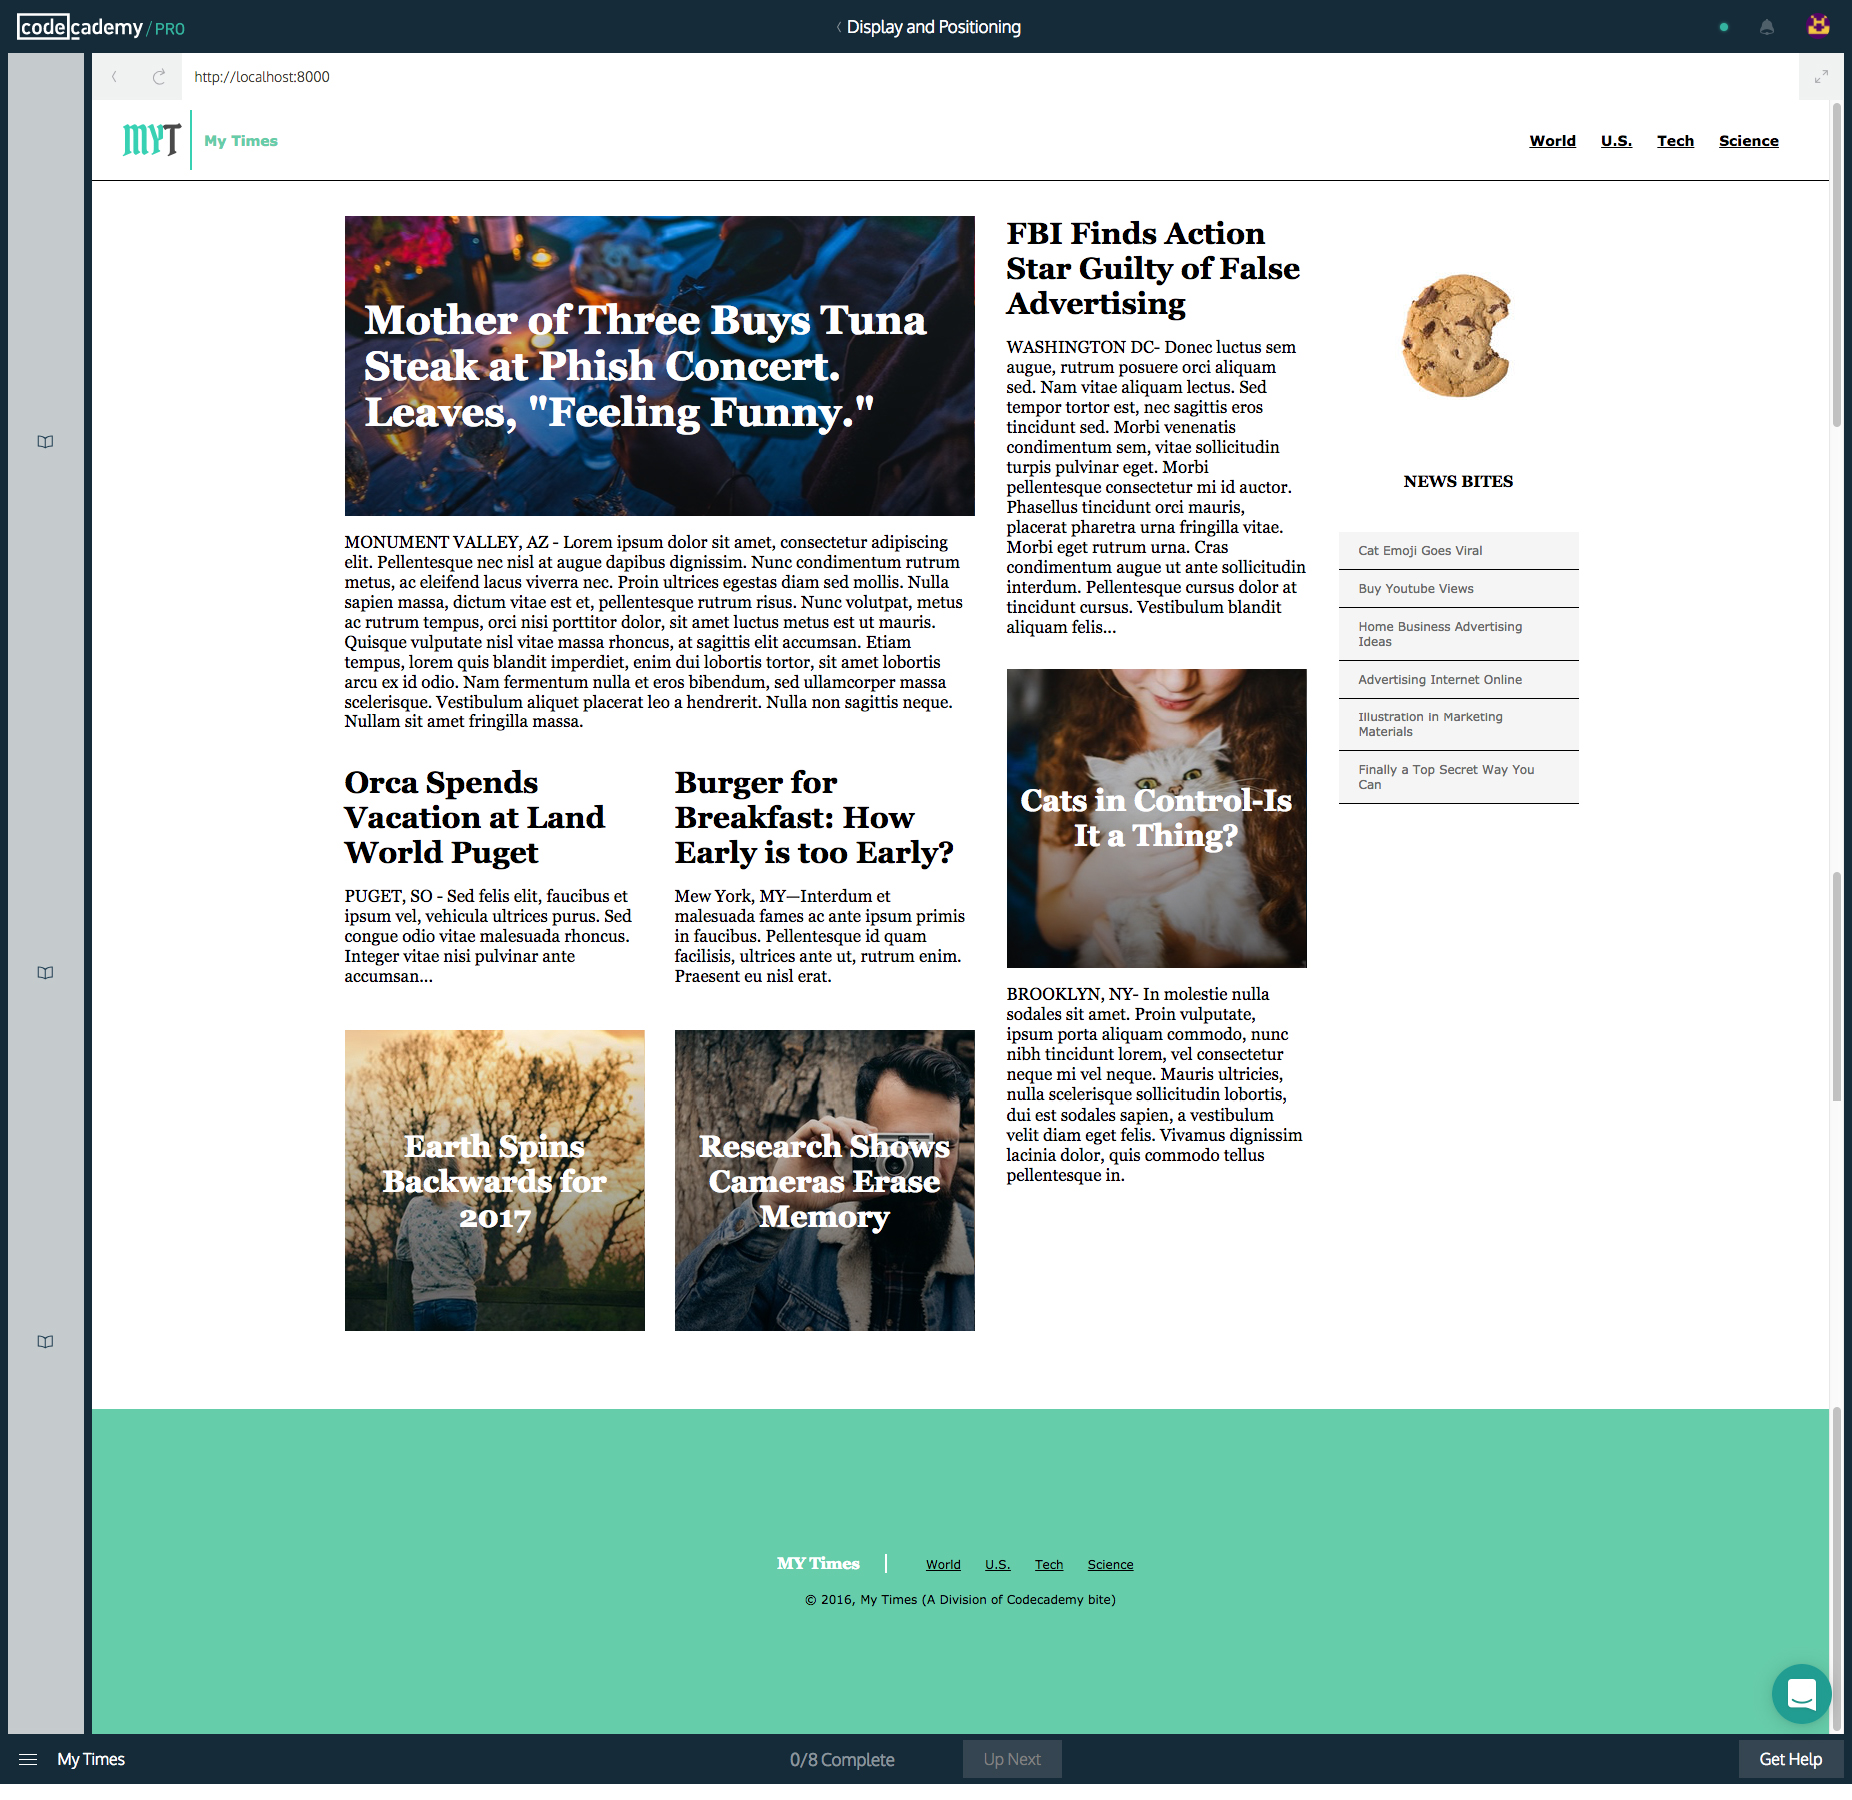 codecademy/PRO
Display and Positioning
http://localhost:8000
MYT
My Times
World U.S. Tech Science
Mother of Three Buys Tuna
Steak at Phish Concert.
Leaves, "Feeling Funny."
MONUMENT VALLEY, AZ - Lorem ipsum dolor sit amet, consectetur adipiscing
elit. Pellentesque nec nisl at augue dapibus dignissim. Nunc condimentum rutrum
metus, ac eleifend lacus viverra nec. Proin ultrices egestas diam sed mollis. Nulla
sapien massa, dictum vitae est et, pellentesque rutrum risus. Nunc volutpat, metus
ac rutrum tempus, orci nisi porttitor dolor, sit amet luctus metus est ut mauris.
Quisque vulputate nisl vitae massa rhoncus, at sagittis elit accumsan. Etiam
tempus, lorem quis blandit imperdiet, enim dui lobortis tortor, sit amet lobortis
arcu ex id odio. Nam fermentum nulla et eros bibendum, sed ullamcorper massa
scelerisque. Vestibulum aliquet placerat leo a hendrerit. Nulla non sagittis neque.
Nullam sit amet fringilla massa.
Orca Spends
Vacation at Land
World Puget
PUGET, SO - Sed felis elit, faucibus et
ipsum vel, vehicula ultrices purus. Sed
congue odio vitae malesuada rhoncus.
Integer vitae nisi pulvinar ante
accumsan...
Burger for
Breakfast: How
Early is too Early?
Mew York, MY—Interdum et
malesuada fames ac ante ipsum primis
in faucibus. Pellentesque id quam
facilisis, ultrices ante ut, rutrum enim.
Praesent eu nisl erat.
Earth Spins
Backwards for
2017
Research Shows
Cameras Erase
Memory
FBI Finds Action
Star Guilty of False
Advertising
WASHINGTON DC- Donec luctus sem
augue, rutrum posuere orci aliquam
sed. Nam vitae aliquam lectus. Sed
tempor tortor est, nec sagittis eros
tincidunt sed. Morbi venenatis
condimentum sem, vitae sollicitudin
turpis pulvinar eget. Morbi
pellentesque consectetur mi id auctor.
Phasellus tincidunt orci mauris,
placerat pharetra urna fringilla vitae.
Morbi eget rutrum urna. Cras
condimentum augue ut ante sollicitudin
interdum. Pellentesque cursus dolor at
tincidunt cursus. Vestibulum blandit
aliquam felis...
Cats in Control-Is
It a Thing?
BROOKLYN, NY- In molestie nulla
sodales sit amet. Proin vulputate,
ipsum porta aliquam commodo, nunc
nibh tincidunt lorem, vel consectetur
neque mi vel neque. Mauris ultricies,
nulla scelerisque sollicitudin lobortis,
dui est sodales sapien, a vestibulum
velit diam eget felis. Vivamus dignissim
lacinia dolor, quis commodo tellus
pellentesque in.
NEWS BITES
Cat Emoji Goes Viral
Buy Youtube Views
Home Business Advertising
Ideas
Advertising Internet Online
Illustration in Marketing
Materials
Finally a Top Secret Way You
Can
MY Times
World U.S. Tech Science
© 2016, My Times (A Division of Codecademy bite)
My Times
0/8 Complete
Up Next
Get Help